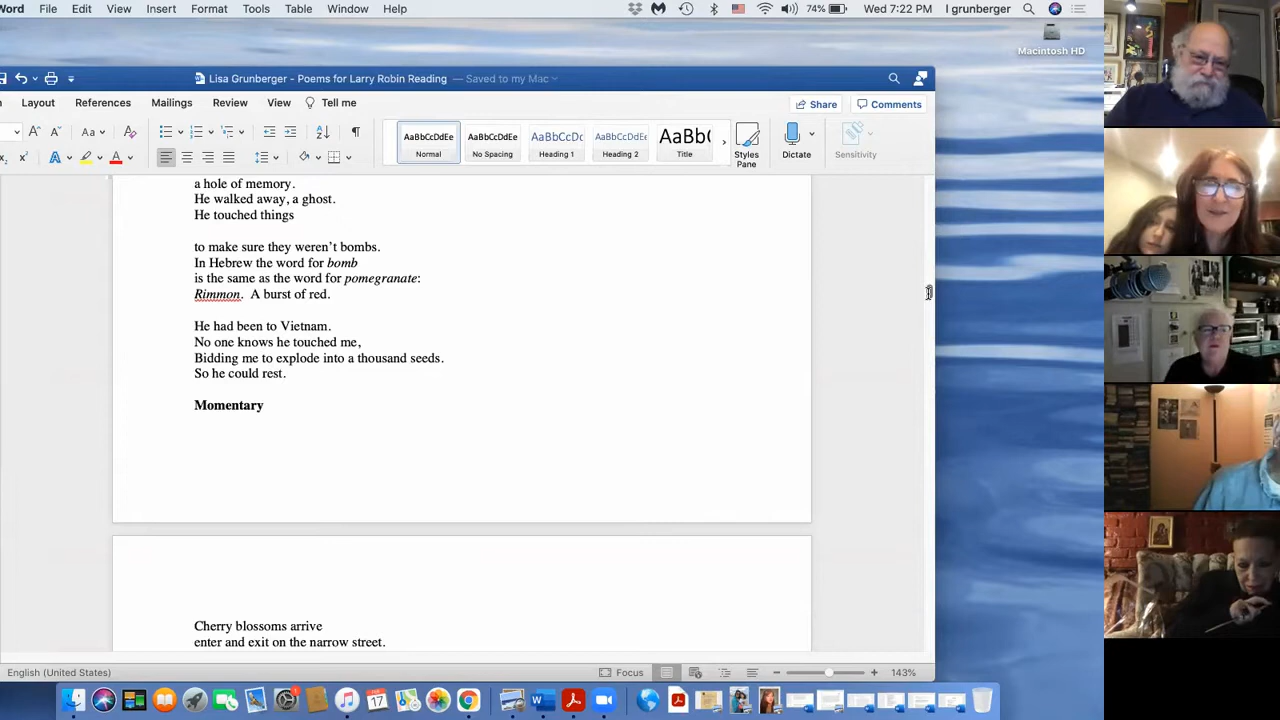 Word File Edit View Insert Format Tools Table Window Help 74% Wed 7:22 PM l grunberger
Macintosh HD
Lisa Grunberger - Poems for Larry Robin Reading — Saved to my Mac
Layout References Mailings Review View Tell me Share Comments
Aa
AaBbCcDdEe AaBbCcDdEe AaBbCcDc AaBbCcDdEe AaBb(
Normal No Spacing Heading 1 Heading 2 Title Styles Pane Dictate Sensitivity
a hole of memory.
He walked away, a ghost.
He touched things
to make sure they weren’t bombs.
In Hebrew the word for bomb
is the same as the word for pomegranate:
Rimmon. A burst of red.
He had been to Vietnam.
No one knows he touched me,
Bidding me to explode into a thousand seeds.
So he could rest.
Momentary
Cherry blossoms arrive
enter and exit on the narrow street.
English (United States) Focus 143%
17